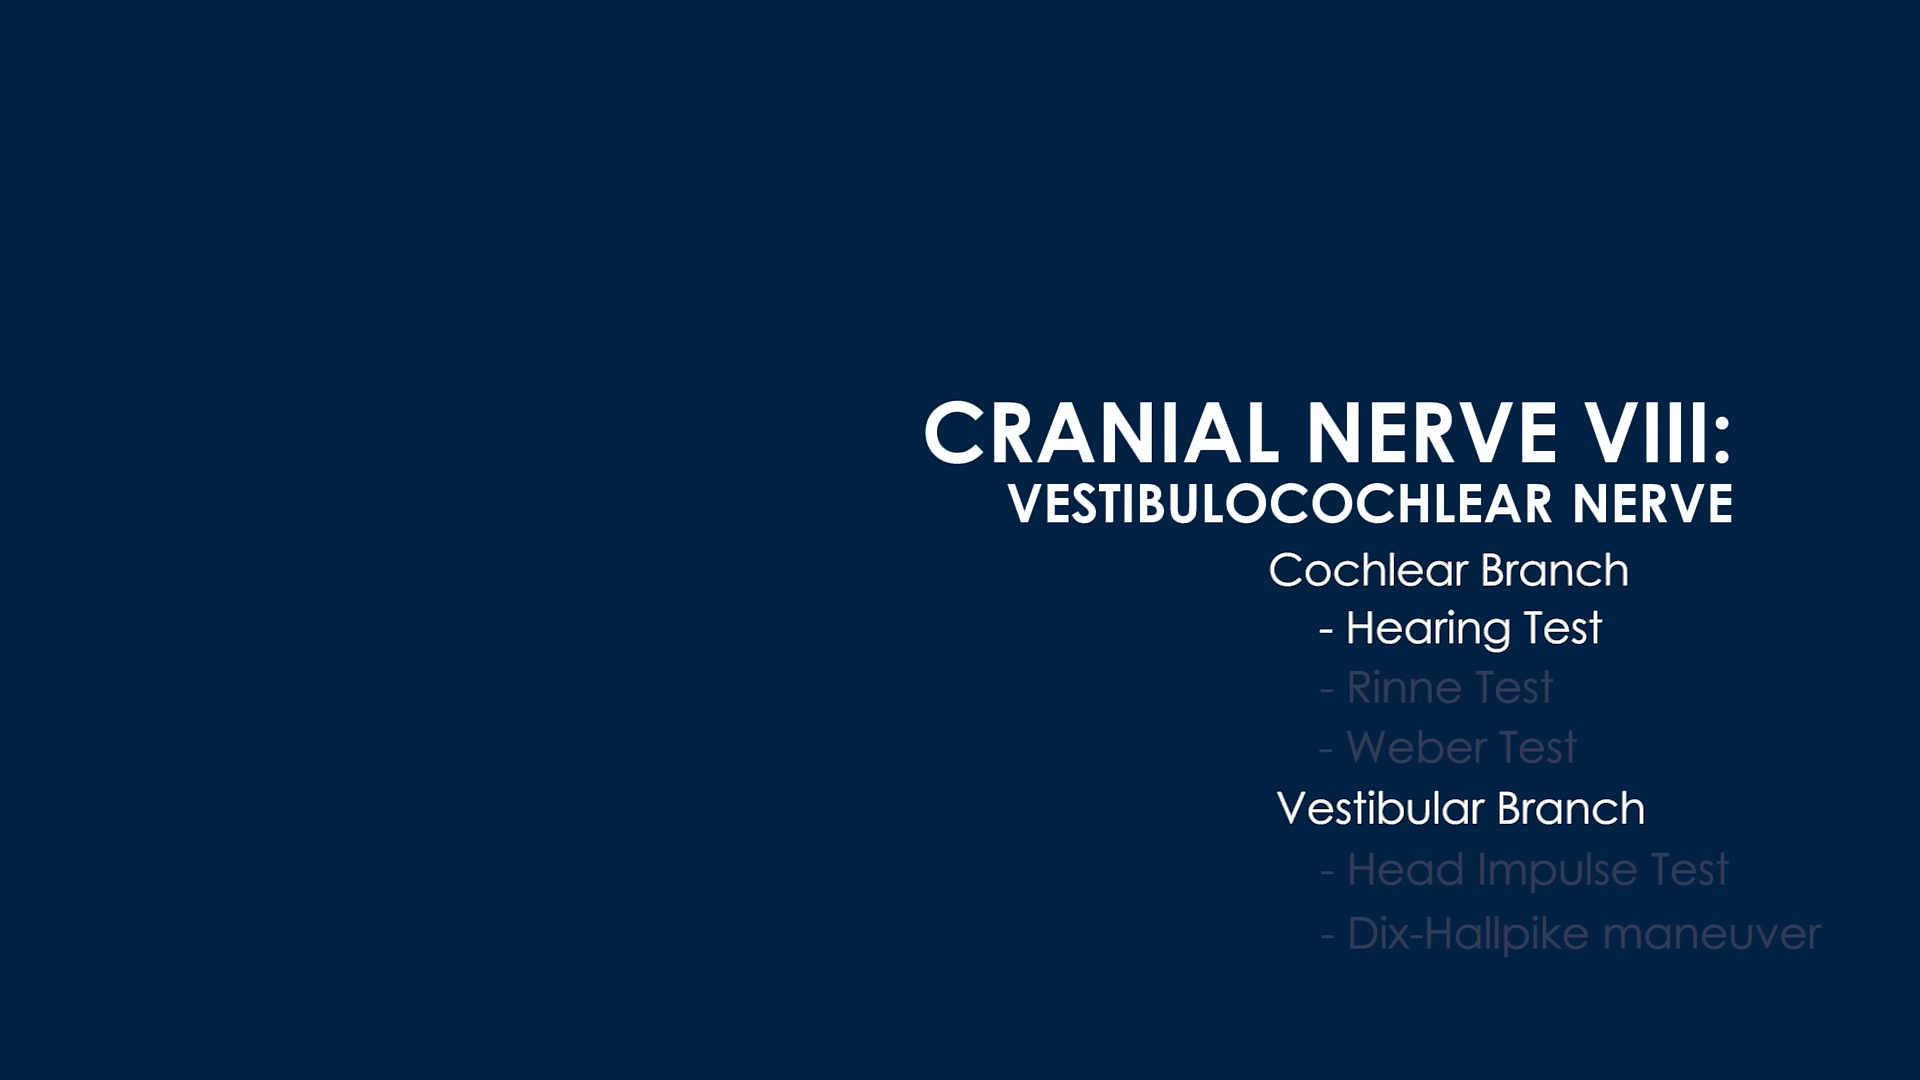 CRANIAL NERVE VIII:
VESTIBULOCOCHLEAR NERVE
Cochlear Branch
- Hearing Test
- Rinne Test
- Weber Test
Vestibular Branch
- Head Impulse Test
- Dix-Hallpike maneuver